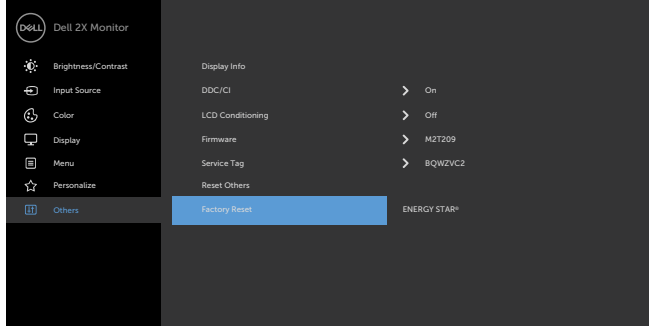 DELL Dell 2X Monitor
Brightness/Contrast Display Info
Input Source DDC/CI On
Color LCD Conditioning Off
Display Firmware M2T209
Menu Service Tag BQWZVC2
Personalize Reset Others
Others Factory Reset ENERGY STAR®